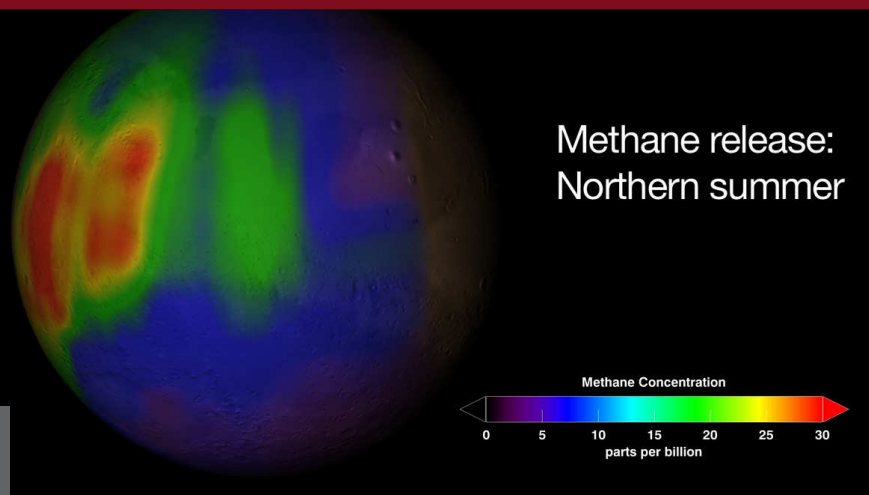 Methane release:
Northern summer
Methane Concentration
0 5 10 15 20 25 30
parts per billion